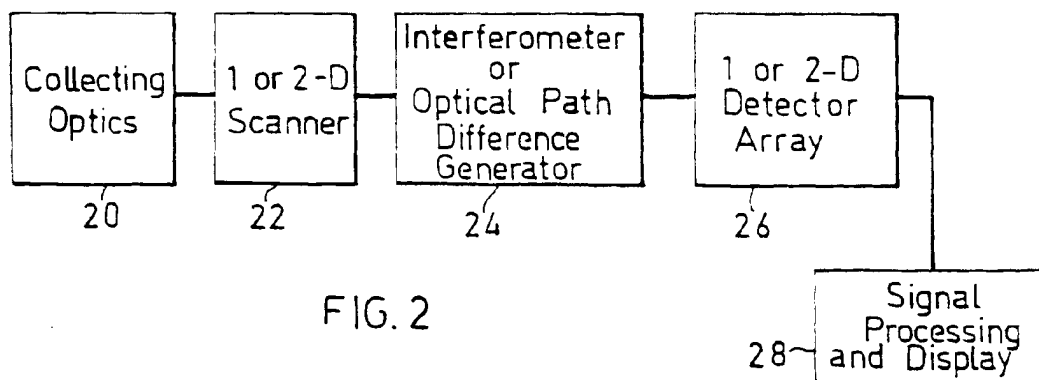 Collecting
Optics
20
1 or 2-D
Scanner
22
Interferometer
or
Optical Path
Difference
Generator
24
1 or 2-D
Detector
Array
26
Signal
Processing
and Display
28
FIG. 2